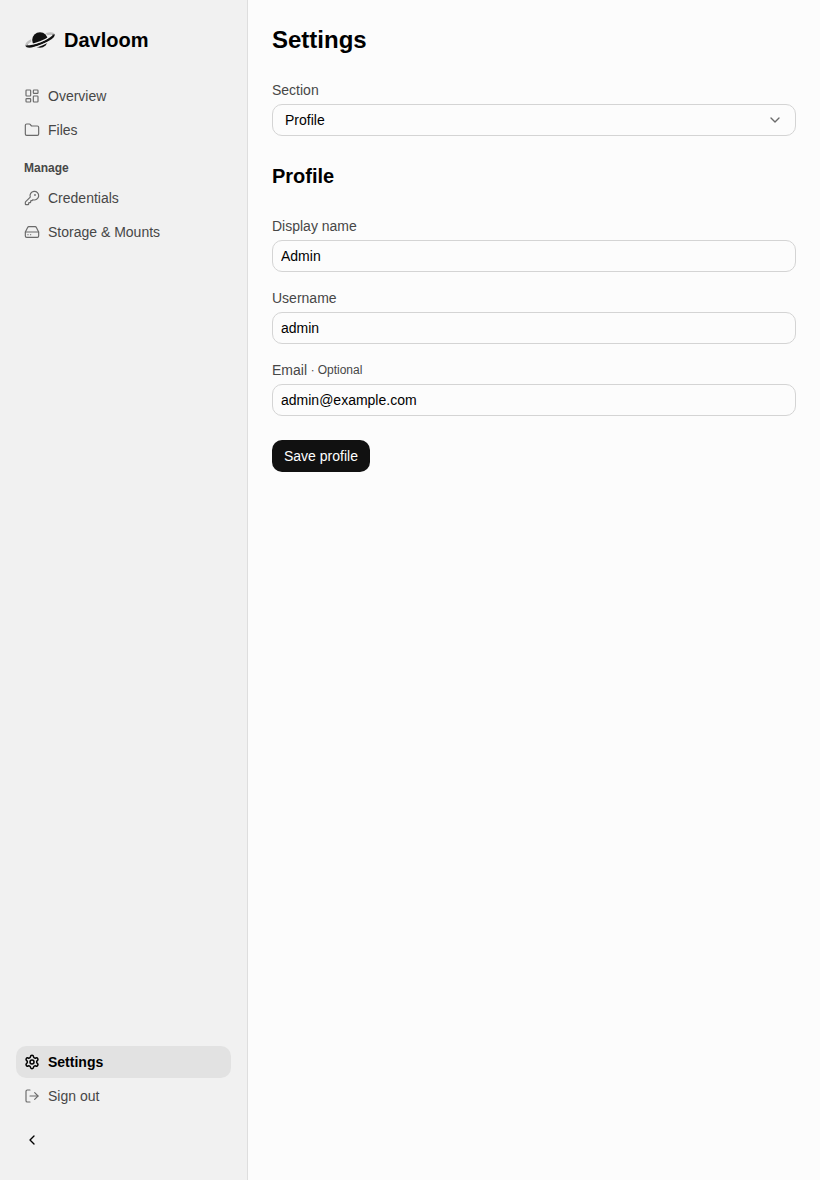 Davloom
Overview
Files
Manage
Credentials
Storage & Mounts
Settings
Sign out
Settings
Section
Profile
Profile
Display name
Admin
Username
admin
Email · Optional
admin@example.com
Save profile